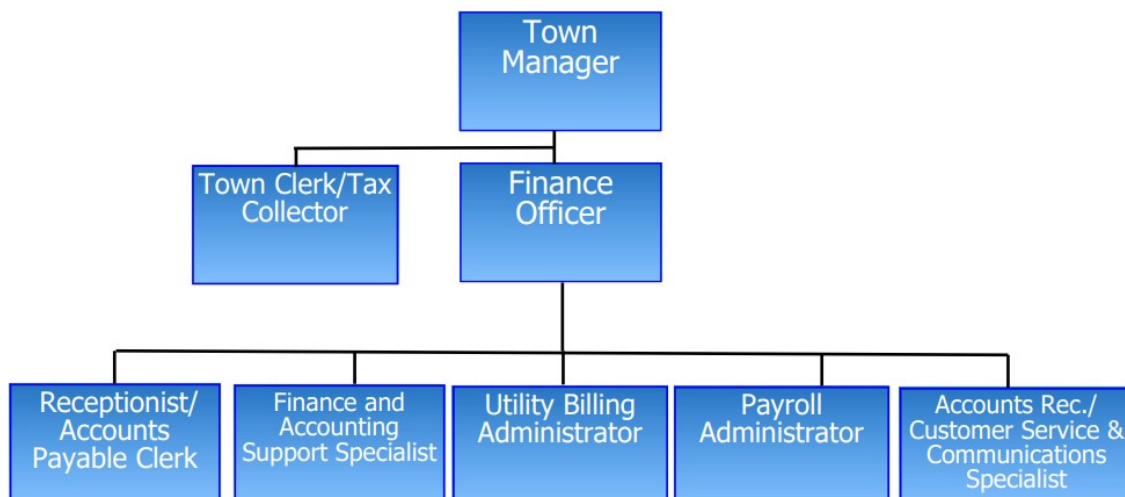 Town
Manager
Town Clerk/Tax
Collector
Finance
Officer
Receptionist/
Accounts
Payable Clerk
Finance and
Accounting
Support Specialist
Utility Billing
Administrator
Payroll
Administrator
Accounts Rec./
Customer Service &
Communications
Specialist